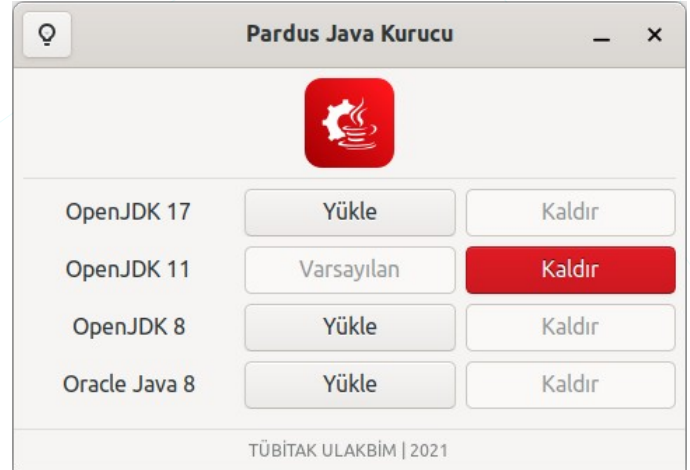 Pardus Java Kurucu
OpenJDK 17 Yükle Kaldır
OpenJDK 11 Varsayılan Kaldır
OpenJDK 8 Yükle Kaldır
Oracle Java 8 Yükle Kaldır
TÜBİTAK ULAKBİM | 2021